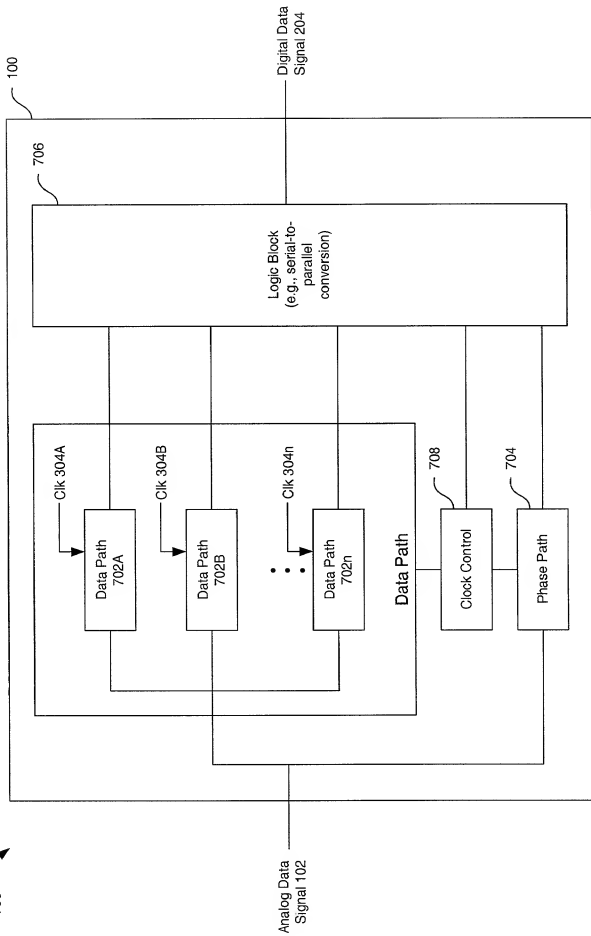 100
706
Digital Data
Signal 204
Logic Block
(e.g., serial-to-
parallel
conversion)
Clk 304A
Data Path
702A
Clk 304B
Data Path
702B
Clk 304n
Data Path
702n
Data Path
708
Clock Control
704
Phase Path
Analog Data
Signal 102